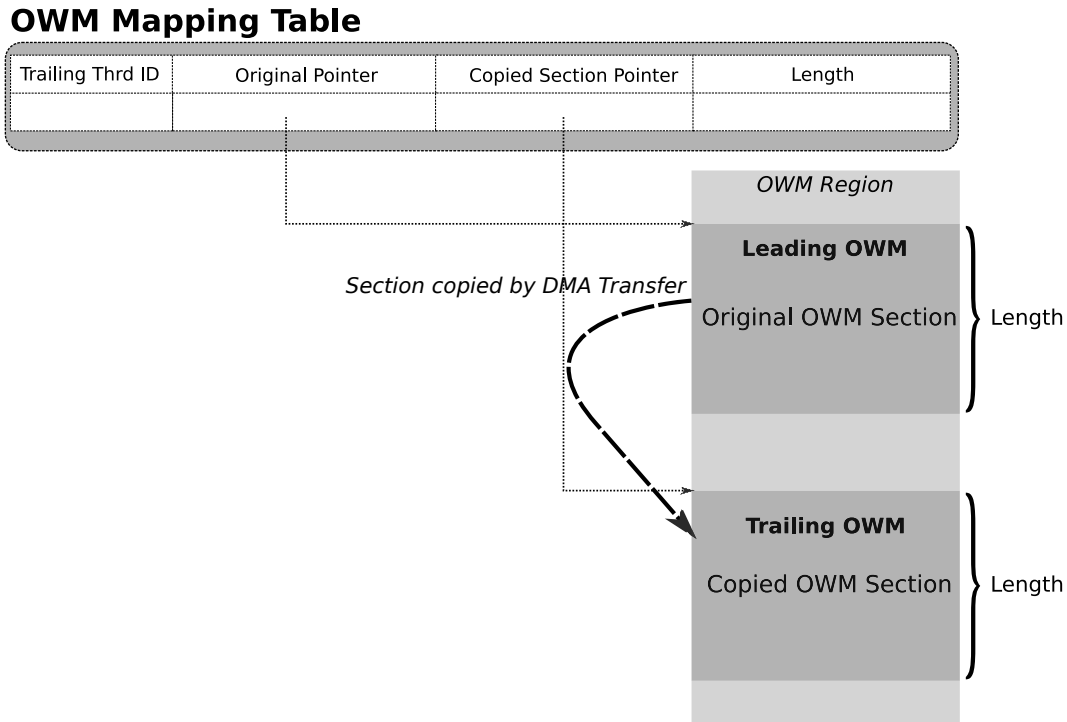 OWM Mapping Table
Trailing Thrd ID Original Pointer Copied Section Pointer Length
OWM Region
Leading OWM
Section copied by DMA Transfer
Original OWM Section
Length
Trailing OWM
Copied OWM Section
Length